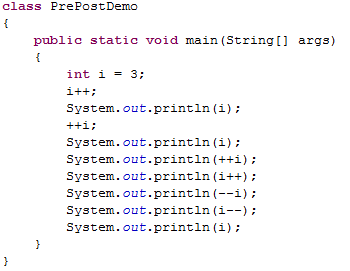 class PrePostDemo
{
    public static void main(String[] args)
    {
        int i = 3;
        i++;
        System.out.println(i);
        ++i;
        System.out.println(i);
        System.out.println(++i);
        System.out.println(i++);
        System.out.println(--i);
        System.out.println(i--);
        System.out.println(i);
    }
}